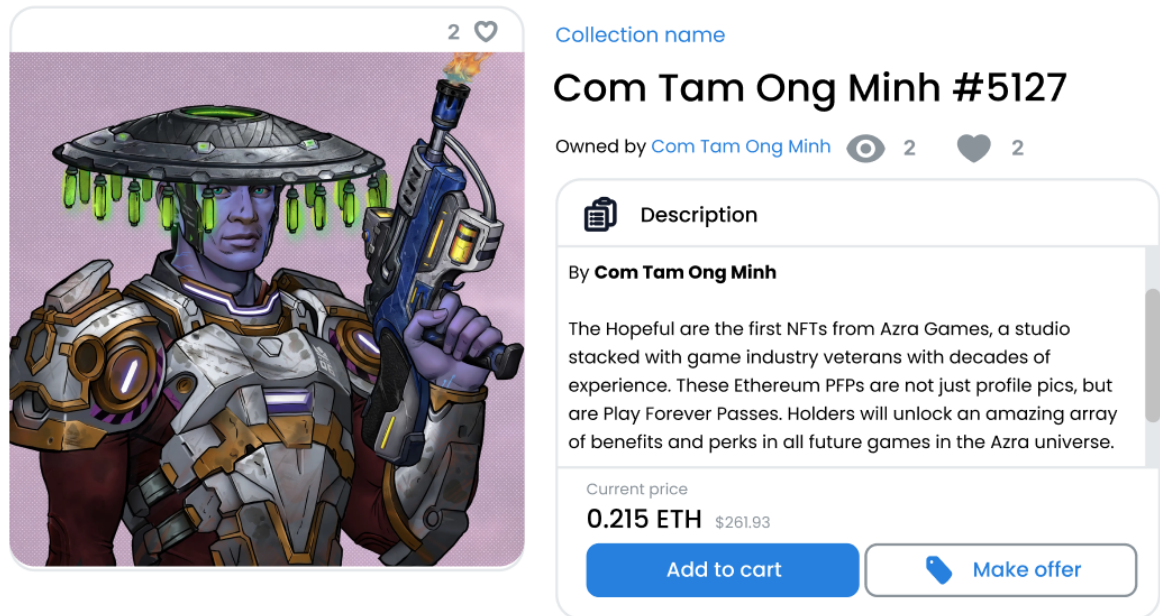 2
Collection name
Com Tam Ong Minh #5127
Owned by Com Tam Ong Minh 2 2
Description
By Com Tam Ong Minh
The Hopeful are the first NFTs from Azra Games, a studio
stacked with game industry veterans with decades of
experience. These Ethereum PFPs are not just profile pics, but
are Play Forever Passes. Holders will unlock an amazing array
of benefits and perks in all future games in the Azra universe.
Current price
0.215 ETH $261.93
Add to cart
Make offer